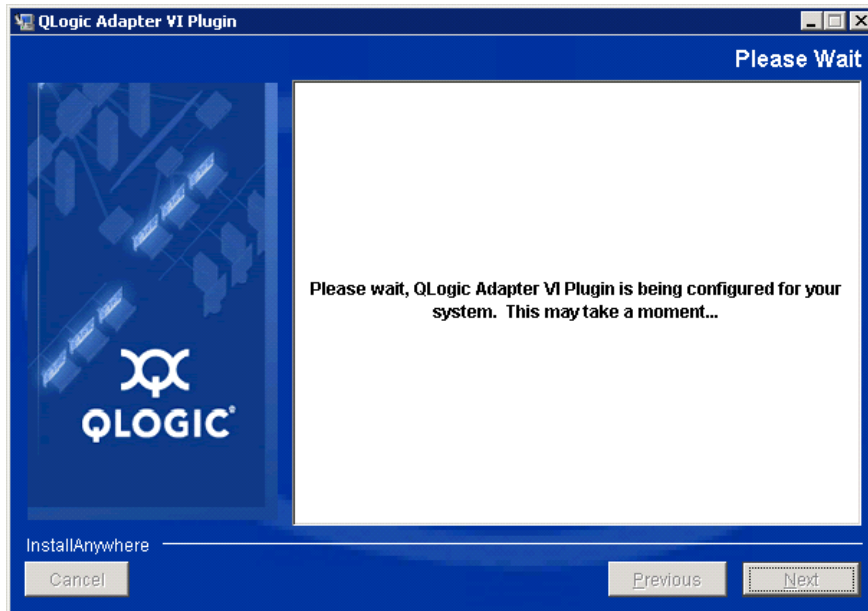 QLogic Adapter VI Plugin
Please Wait
Please wait, QLogic Adapter VI Plugin is being configured for your
system. This may take a moment...
QLOGIC®
InstallAnywhere
Cancel
Previous
Next